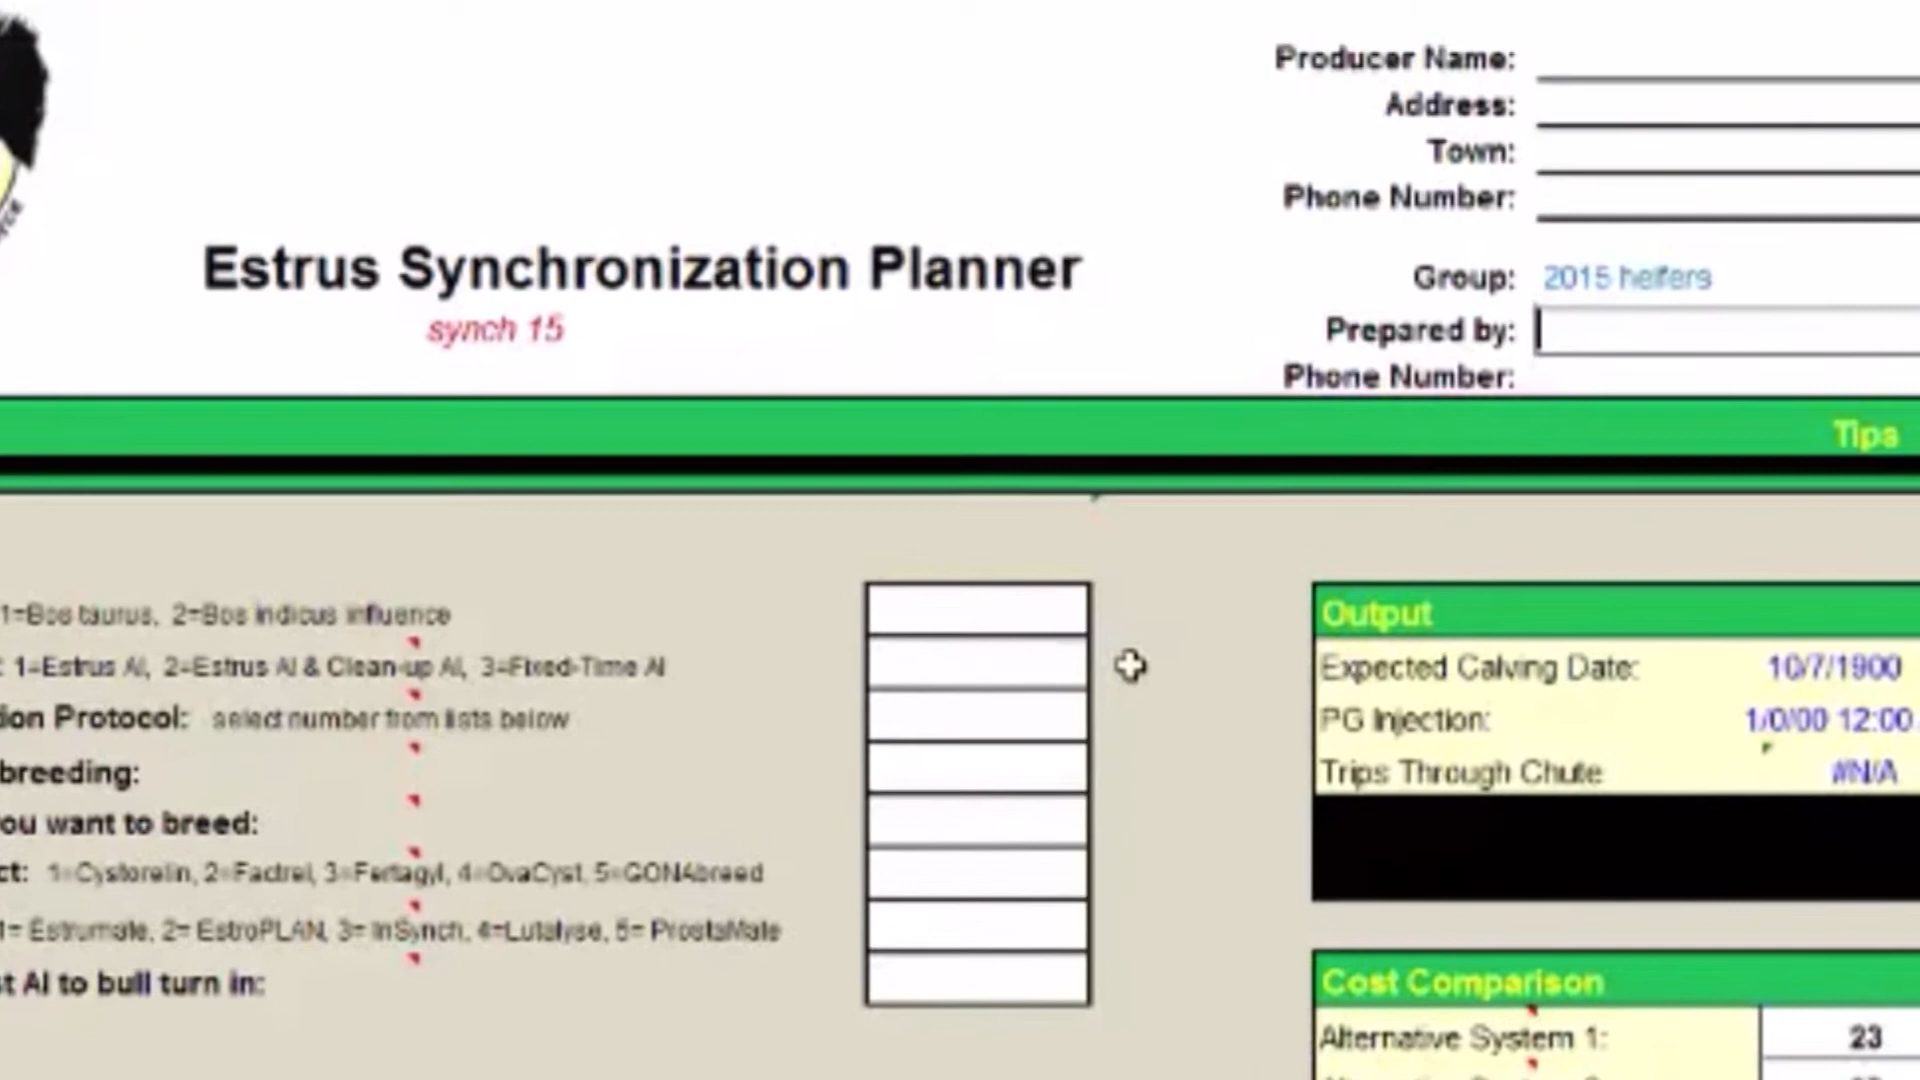 Producer Name:
Address:
Town:
Phone Number:
Estrus Synchronization Planner
synch 15
Group: 2015 heifers
Prepared by:
Phone Number:
Tips
1=Bos taurus, 2=Bos indicus influence
: 1=Estrus AI, 2=Estrus AI & Clean-up AI, 3=Fixed-Time AI
ion Protocol: select number from lists below
breeding:
ou want to breed:
ct: 1=Cystorelin, 2=Factrel, 3=Fertagyl, 4=OvaCyst, 5=GONAbreed
1= Estrumate, 2= EstroPLAN, 3= InSynch, 4=Lutalyse, 5= ProstaMate
t AI to bull turn in:
Output
Expected Calving Date: 10/7/1900
PG Injection: 1/0/00 12:00
Trips Through Chute #N/A
Cost Comparison
Alternative System 1: 23